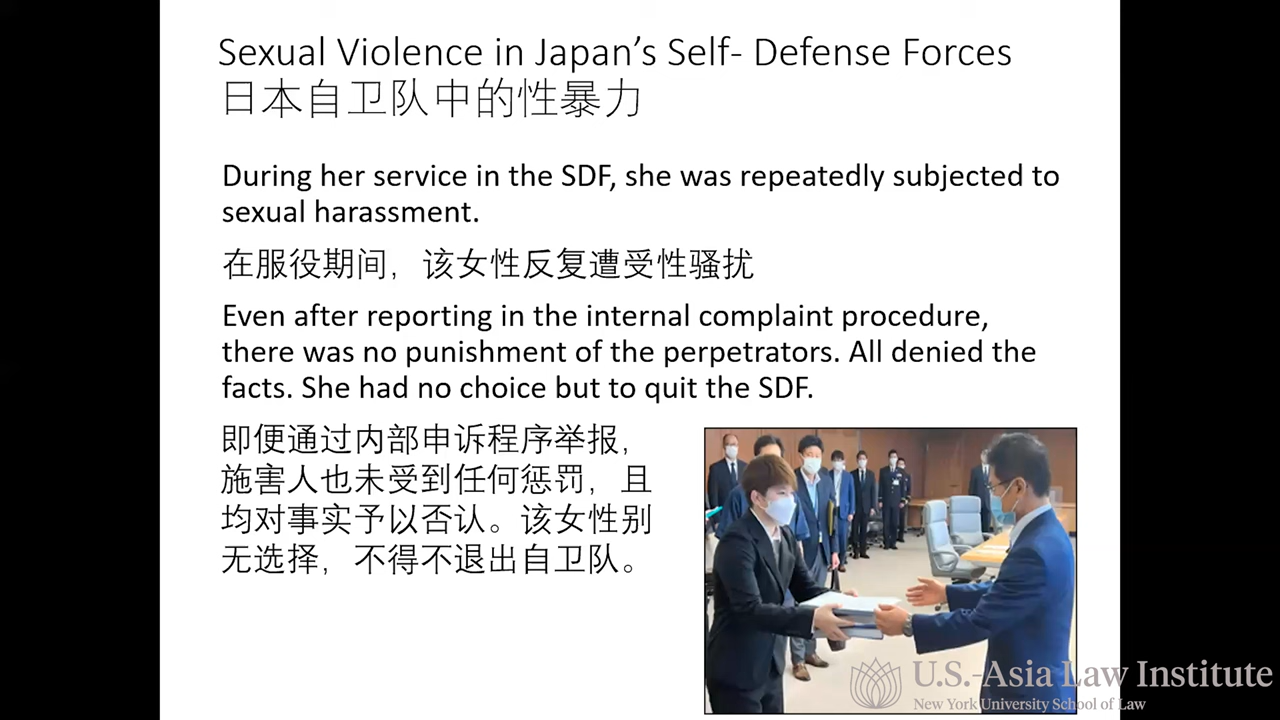 Sexual Violence in Japan’s Self- Defense Forces
日本自卫队中的性暴力
During her service in the SDF, she was repeatedly subjected to
sexual harassment.
在服役期间，该女性反复遭受性骚扰
Even after reporting in the internal complaint procedure,
there was no punishment of the perpetrators. All denied the
facts. She had no choice but to quit the SDF.
即便通过内部申诉程序举报，
施害人也未受到任何惩罚，且
均对事实予以否认。该女性别
无选择，不得不退出自卫队。
U.S.-Asia Law Institute
New York University School of Law